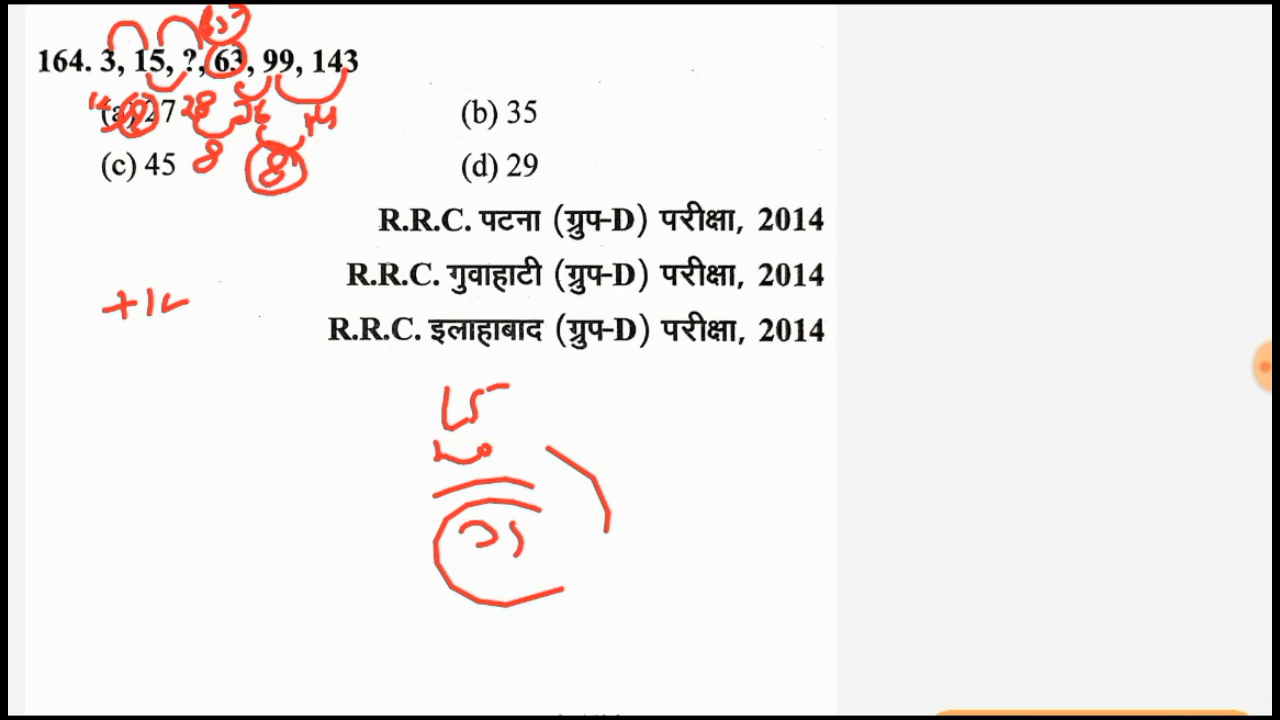 164. 3, 15, ?, 63, 99, 143
(a) 27 (b) 35
(c) 45 (d) 29
R.R.C. पटना (ग्रुप-D) परीक्षा, 2014
R.R.C. गुवाहाटी (ग्रुप-D) परीक्षा, 2014
R.R.C. इलाहाबाद (ग्रुप-D) परीक्षा, 2014